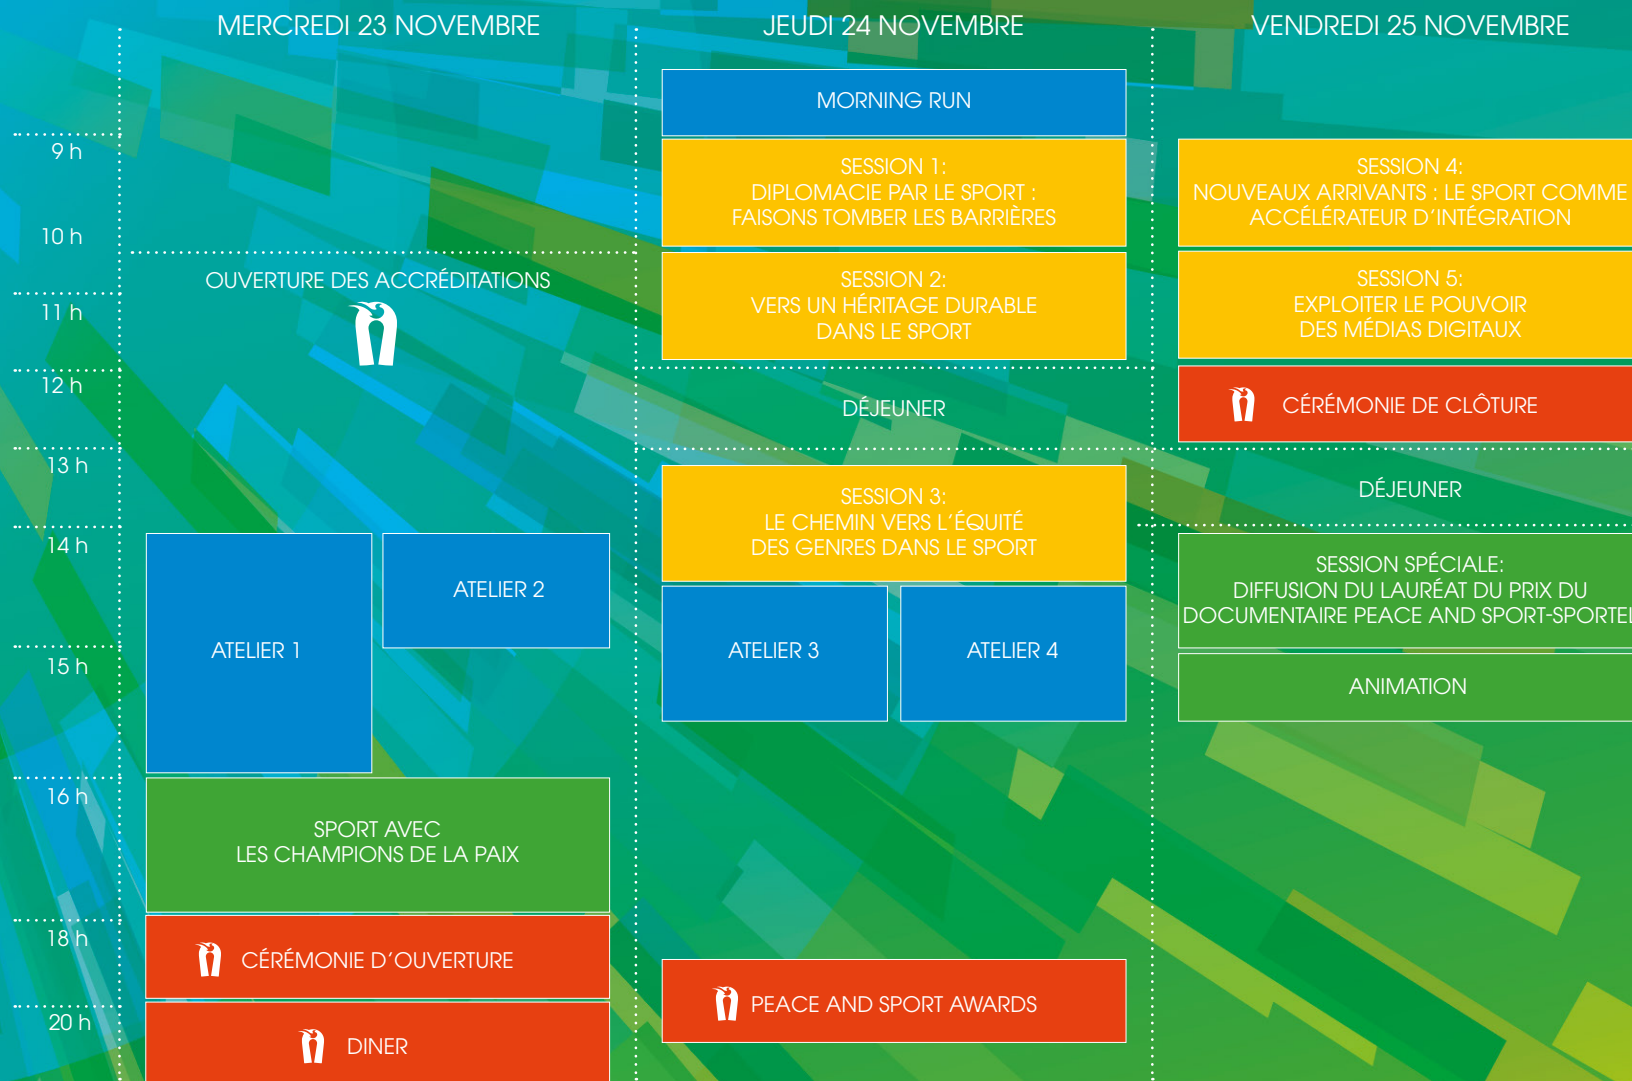 MERCREDI 23 NOVEMBRE
JEUDI 24 NOVEMBRE
VENDREDI 25 NOVEMBRE
9 h
10 h
11 h
12 h
13 h
14 h
15 h
16 h
18 h
20 h
OUVERTURE DES ACCRÉDITATIONS
ATELIER 1
ATELIER 2
SPORT AVEC
LES CHAMPIONS DE LA PAIX
CÉRÉMONIE D'OUVERTURE
DINER
MORNING RUN
SESSION 1:
DIPLOMACIE PAR LE SPORT :
FAISONS TOMBER LES BARRIÈRES
SESSION 2:
VERS UN HÉRITAGE DURABLE
DANS LE SPORT
DÉJEUNER
SESSION 3:
LE CHEMIN VERS L'ÉQUITÉ
DES GENRES DANS LE SPORT
ATELIER 3
ATELIER 4
PEACE AND SPORT AWARDS
SESSION 4:
NOUVEAUX ARRIVANTS : LE SPORT COMME
ACCÉLÉRATEUR D'INTÉGRATION
SESSION 5:
EXPLOITER LE POUVOIR
DES MÉDIAS DIGITAUX
CÉRÉMONIE DE CLÔTURE
DÉJEUNER
SESSION SPÉCIALE:
DIFFUSION DU LAURÉAT DU PRIX DU
DOCUMENTAIRE PEACE AND SPORT-SPORTEL
ANIMATION